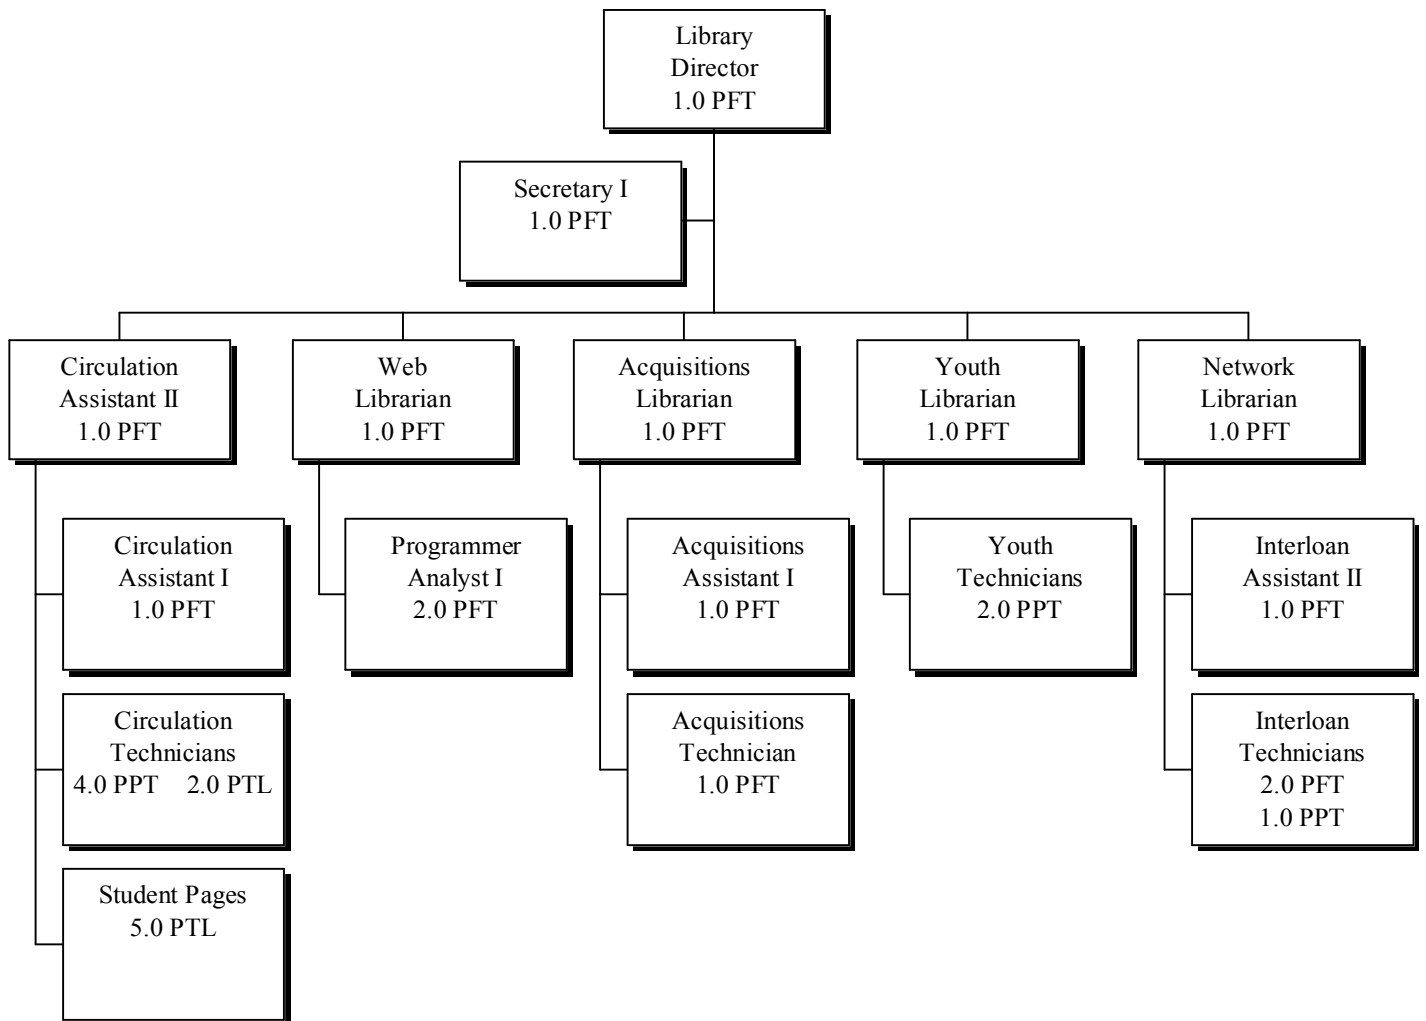 Library
Director
1.0 PFT
Secretary I
1.0 PFT
Circulation
Assistant II
1.0 PFT
Web
Librarian
1.0 PFT
Acquisitions
Librarian
1.0 PFT
Youth
Librarian
1.0 PFT
Network
Librarian
1.0 PFT
Circulation
Assistant I
1.0 PFT
Programmer
Analyst I
2.0 PFT
Acquisitions
Assistant I
1.0 PFT
Youth
Technicians
2.0 PPT
Interloan
Assistant II
1.0 PFT
Circulation
Technicians
4.0 PPT 2.0 PTL
Acquisitions
Technician
1.0 PFT
Interloan
Technicians
2.0 PFT
1.0 PPT
Student Pages
5.0 PTL